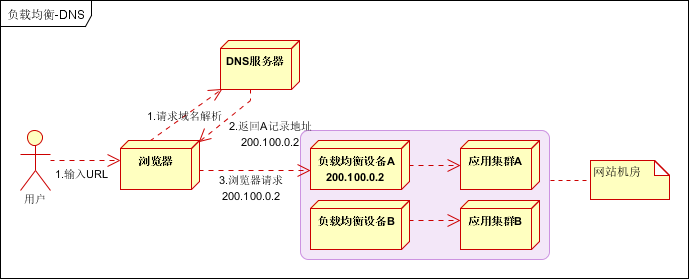 负载均衡-DNS
DNS服务器
1.请求域名解析
2.返回A记录地址
200.100.0.2
浏览器
1.输入URL
用户
3.浏览器请求
200.100.0.2
负载均衡设备A
200.100.0.2
应用集群A
网站机房
负载均衡设备B
应用集群B